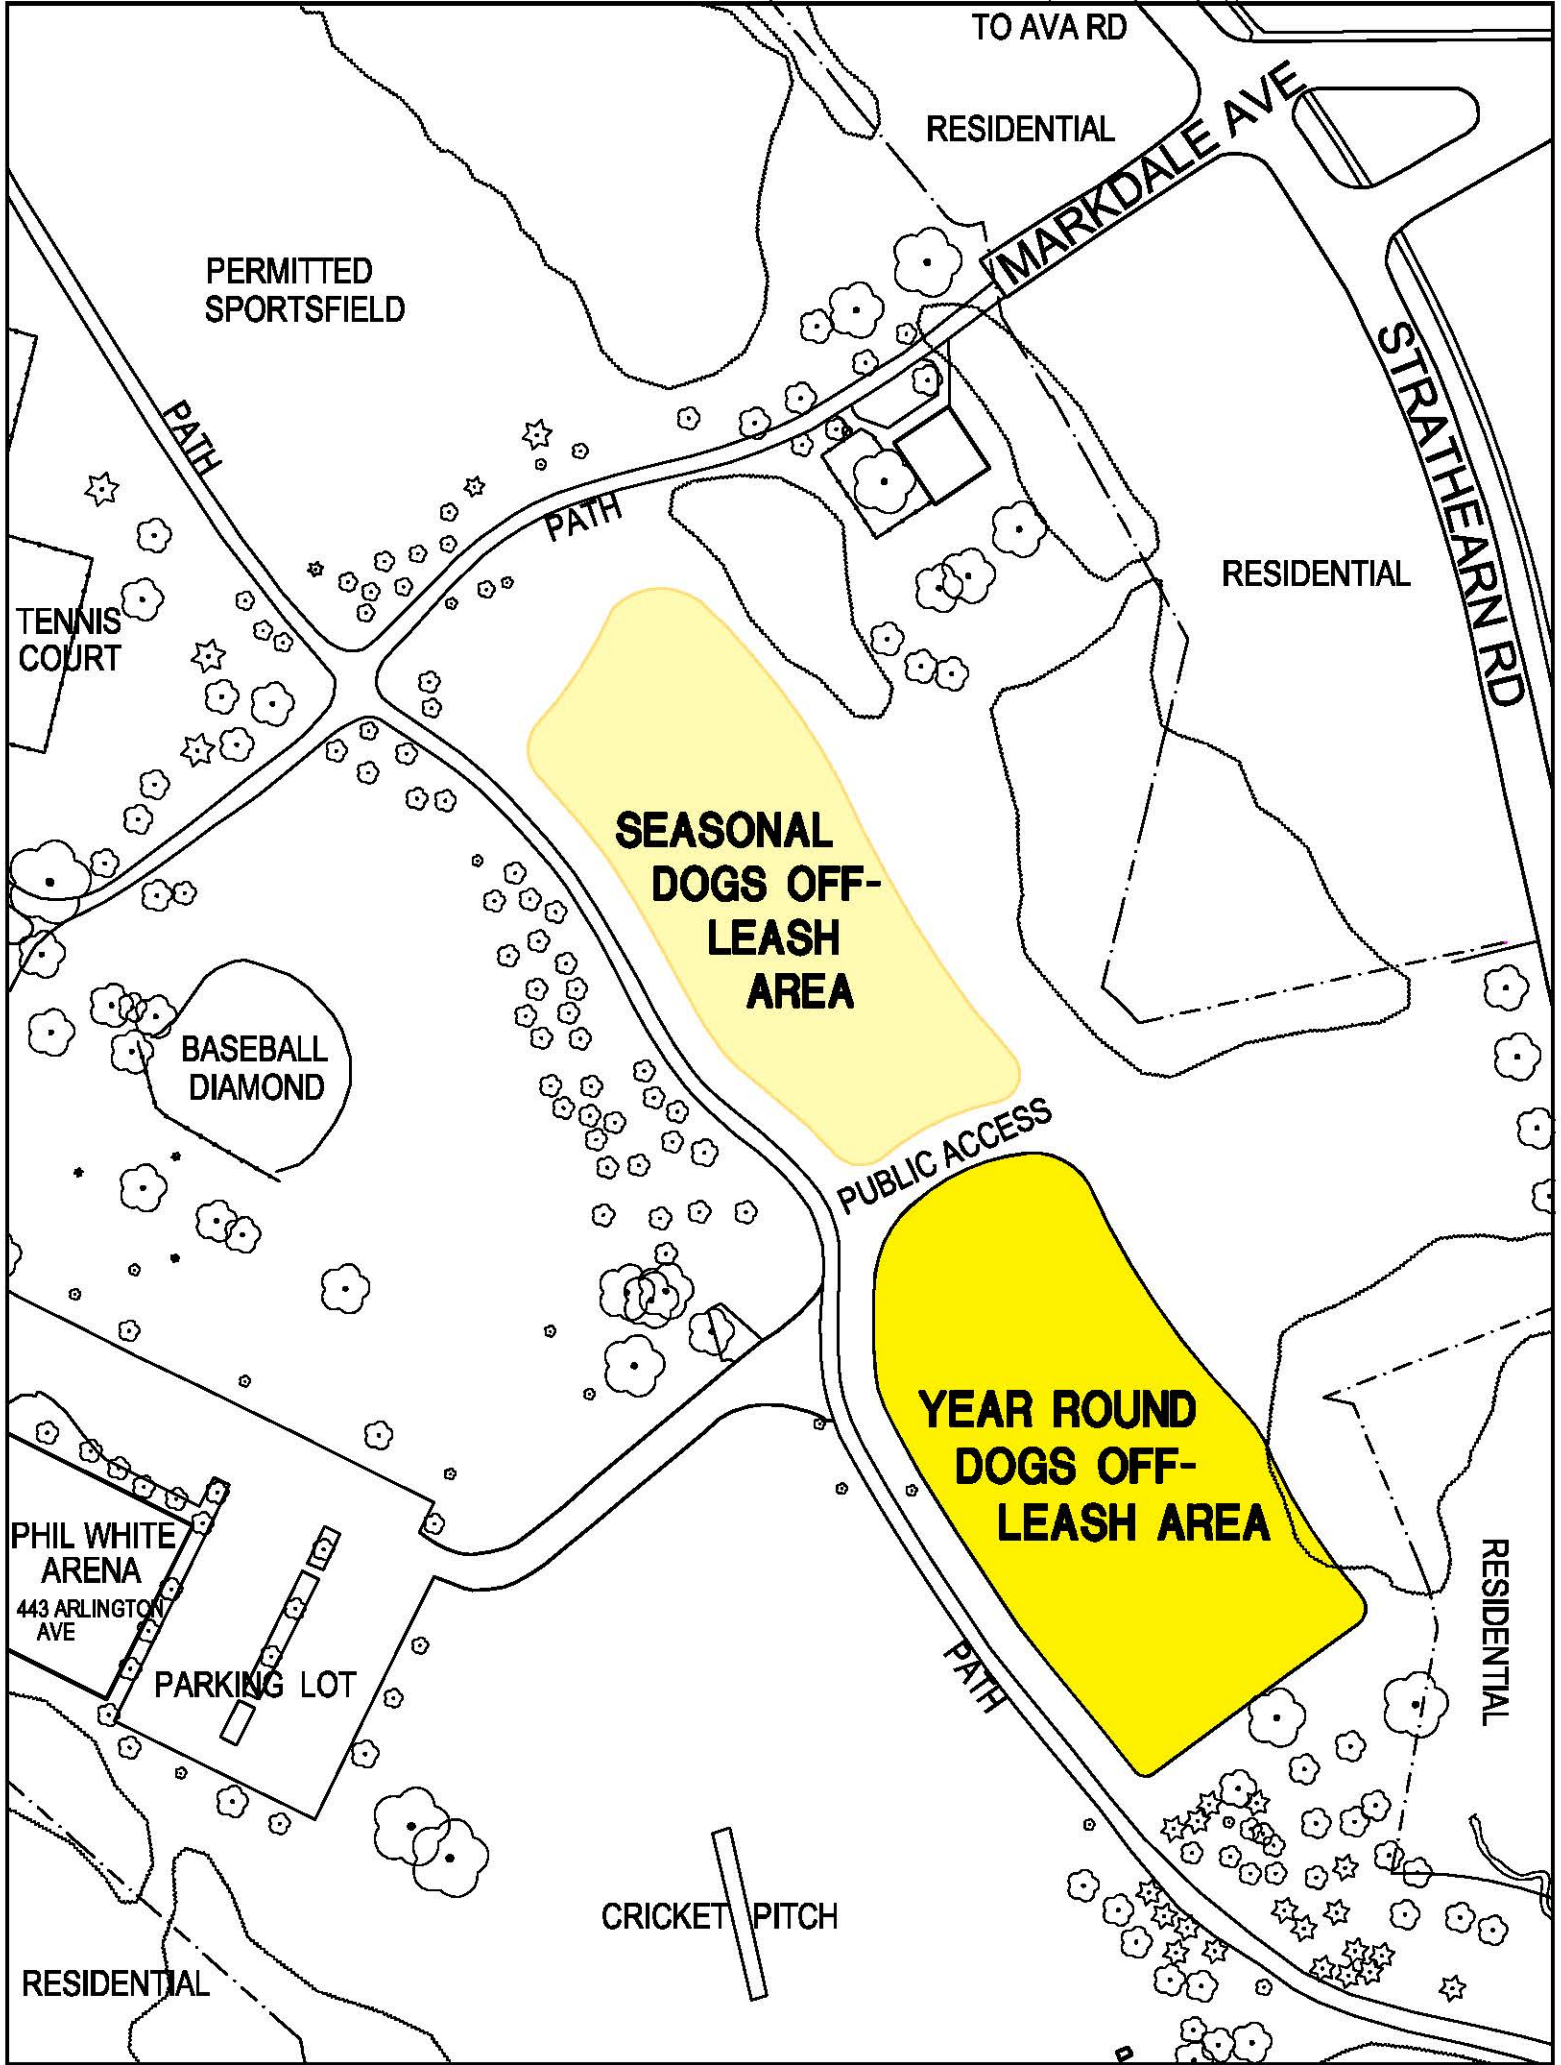 TO AVA RD
RESIDENTIAL
MARKDALE AVE
PERMITTED
SPORTSFIELD
STRATHEARN RD
PATH
PATH
RESIDENTIAL
TENNIS
COURT
SEASONAL
DOGS OFF-
LEASH
AREA
BASEBALL
DIAMOND
PUBLIC ACCESS
YEAR ROUND
DOGS OFF-
LEASH AREA
PHIL WHITE
ARENA
443 ARLINGTON
AVE
RESIDENTIAL
PARKING LOT
PATH
CRICKET PITCH
RESIDENTIAL